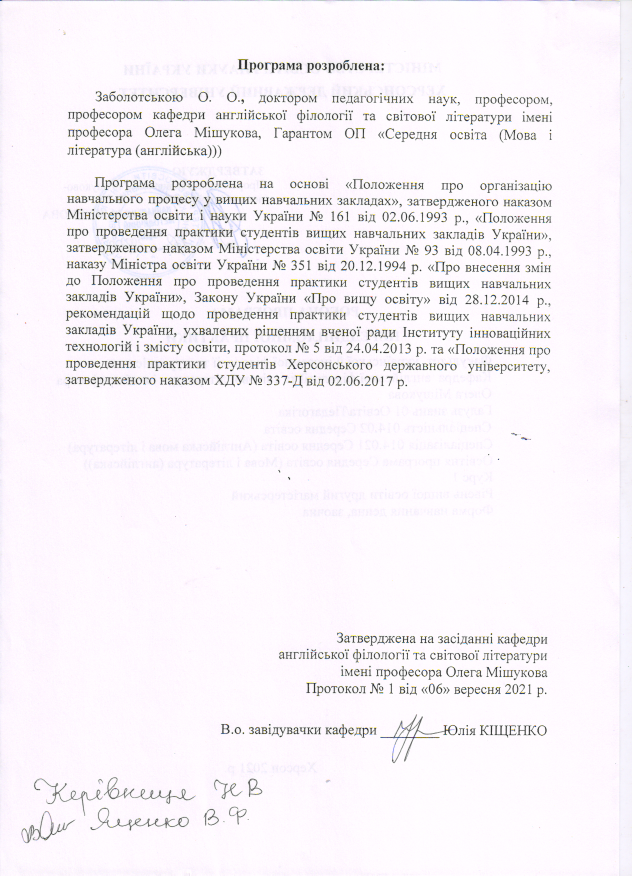 Програма розроблена:
Заболотською О. О., доктором педагогічних наук, професором,
професором кафедри англійської філології та світової літератури імені
професора Олега Мішукова, Гарантом ОП «Середня освіта (Мова і
література (англійська)))
Програма розроблена на основі «Положення про організацію
навчального процесу у вищих навчальних закладах», затвердженого наказом
Міністерства освіти і науки України № 161 від 02.06.1993 р., «Положення
про проведення практики студентів вищих навчальних закладів України»,
затвердженого наказом Міністерства освіти України № 93 від 08.04.1993 р.,
наказу Міністра освіти України № 351 від 20.12.1994 р. «Про внесення змін
до Положення про проведення практики студентів вищих навчальних
закладів України», Закону України «Про вищу освіту» від 28.12.2014 р.,
рекомендацій щодо проведення практики студентів вищих навчальних
закладів України, ухвалених рішенням вченої ради Інституту інноваційних
технологій і змісту освіти, протокол № 5 від 24.04.2013 р. та «Положення про
проведення практики студентів Херсонського державного університету,
затвердженого наказом ХДУ № 337-Д від 02.06.2017 р.
Затверджена на засіданні кафедри
англійської філології та світової літератури
імені професора Олега Мішукова
Протокол № 1 від «06» вересня 2021 р.
В.о. завідувачки кафедри ________ Юлія КІЩЕНКО
Керівниця НВ
Яценко В.Ф.